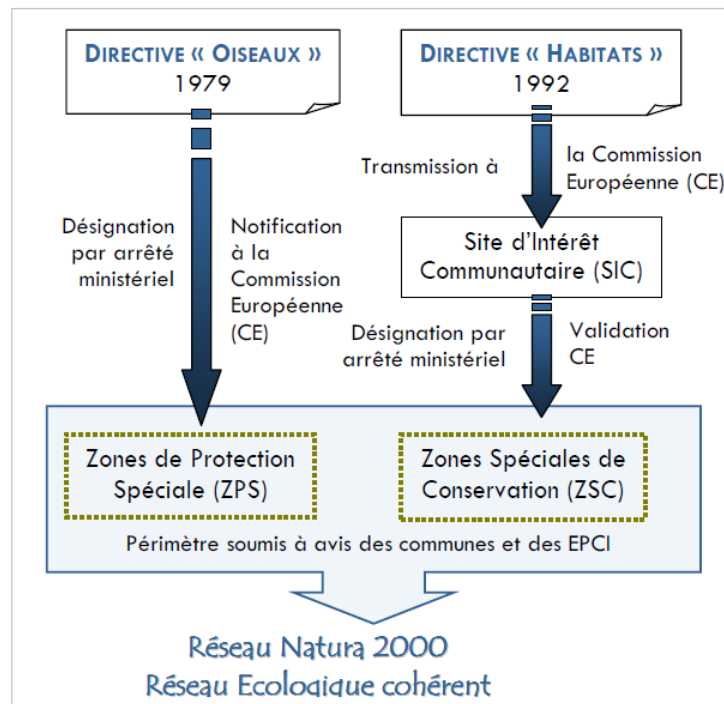 DIRECTIVE « OISEAUX »
1979
DIRECTIVE « HABITATS »
1992
Transmission à
la Commission
Européenne (CE)
Désignation
par arrêté
ministériel
Notification
à la
Commission
Européenne
(CE)
Site d'Intérêt
Communautaire (SIC)
Désignation par
arrêté ministériel
Validation
CE
Zones de Protection
Spéciale (ZPS)
Zones Spéciales de
Conservation (ZSC)
Périmètre soumis à avis des communes et des EPCI
Réseau Natura 2000
Réseau Ecologique cohérent